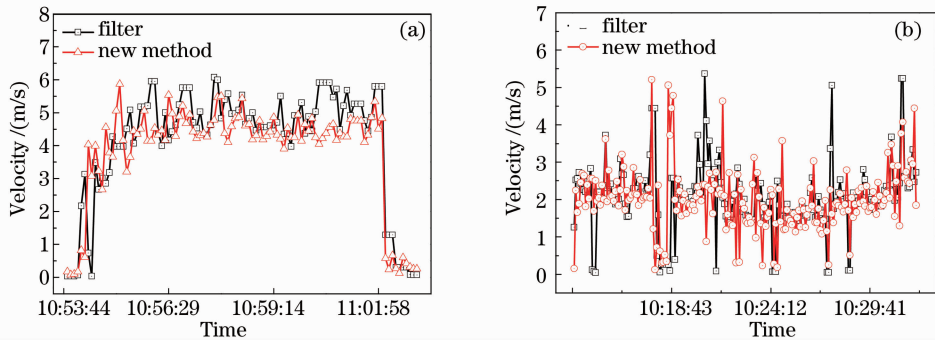 8
7
6
5
4
3
2
1
0
Velocity /(m/s)
filter
new method
(a)
10:53:44 10:56:29 10:59:14 11:01:58
Time
7
6
5
4
3
2
1
0
Velocity /(m/s)
filter
new method
(b)
10:18:43 10:24:12 10:29:41
Time